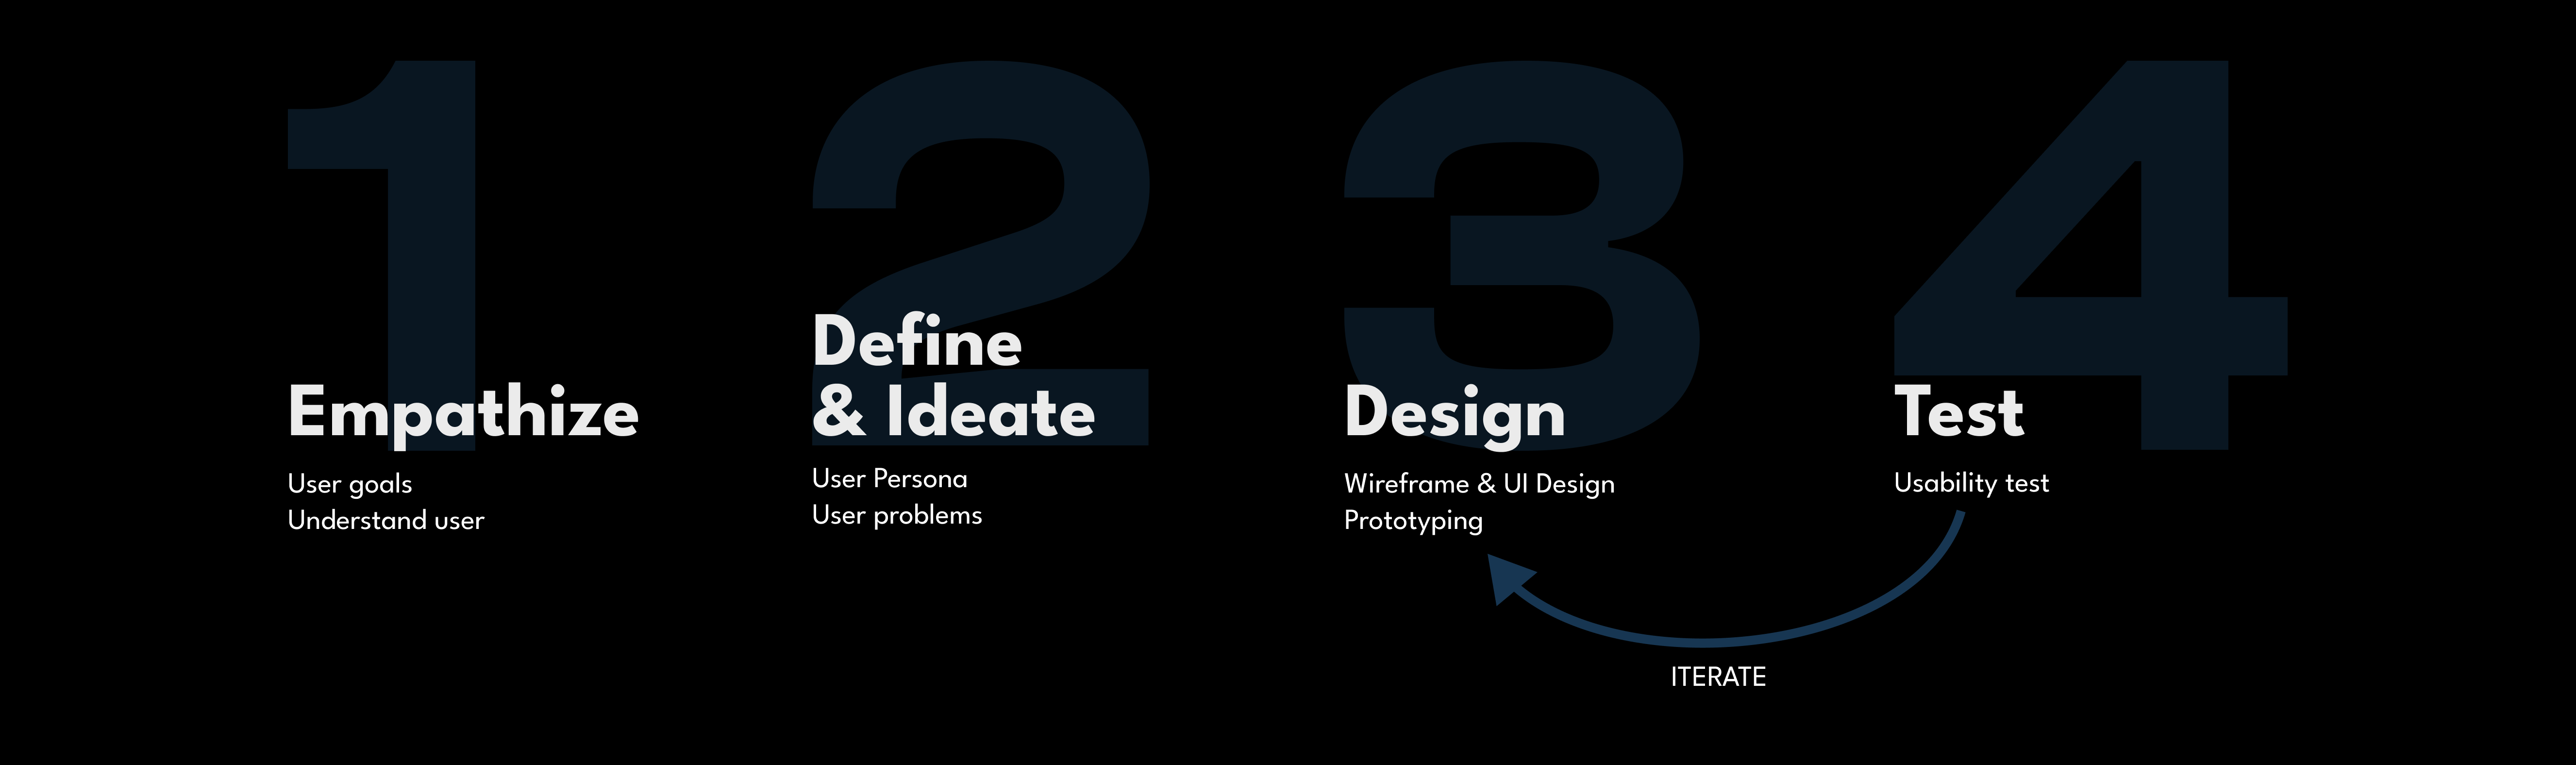 1
Empathize
User goals
Understand user
2
Define
& Ideate
User Persona
User problems
3
Design
Wireframe & UI Design
Prototyping
4
Test
Usability test
ITERATE